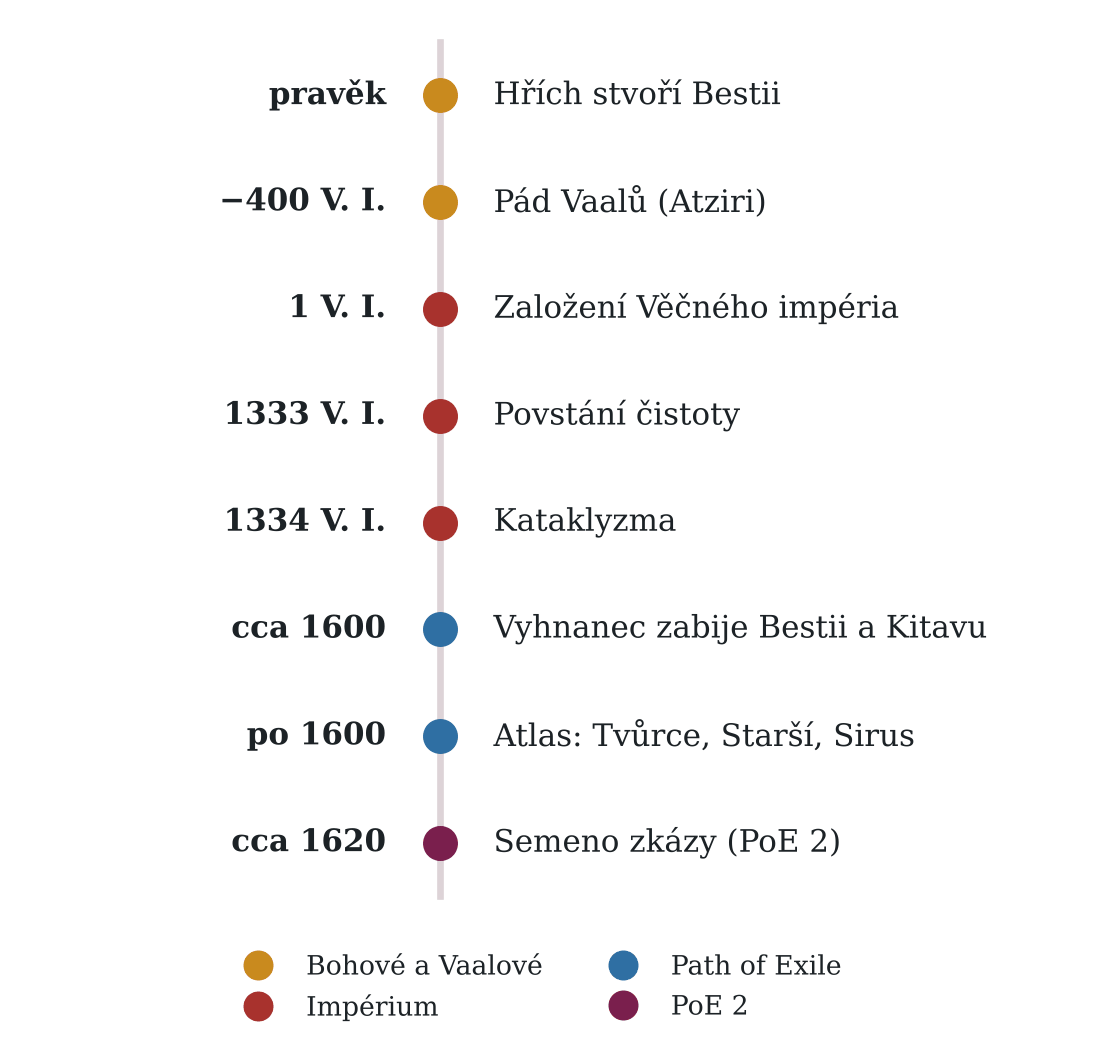 pravěk Hřích stvoří Bestii
−400 V. I. Pád Vaalů (Atziri)
1 V. I. Založení Věčného impéria
1333 V. I. Povstání čistoty
1334 V. I. Kataklyzma
cca 1600 Vyhnanec zabije Bestii a Kitavu
po 1600 Atlas: Tvůrce, Starší, Sirus
cca 1620 Semeno zkázy (PoE 2)
Bohové a Vaalové Path of Exile
Impérium PoE 2